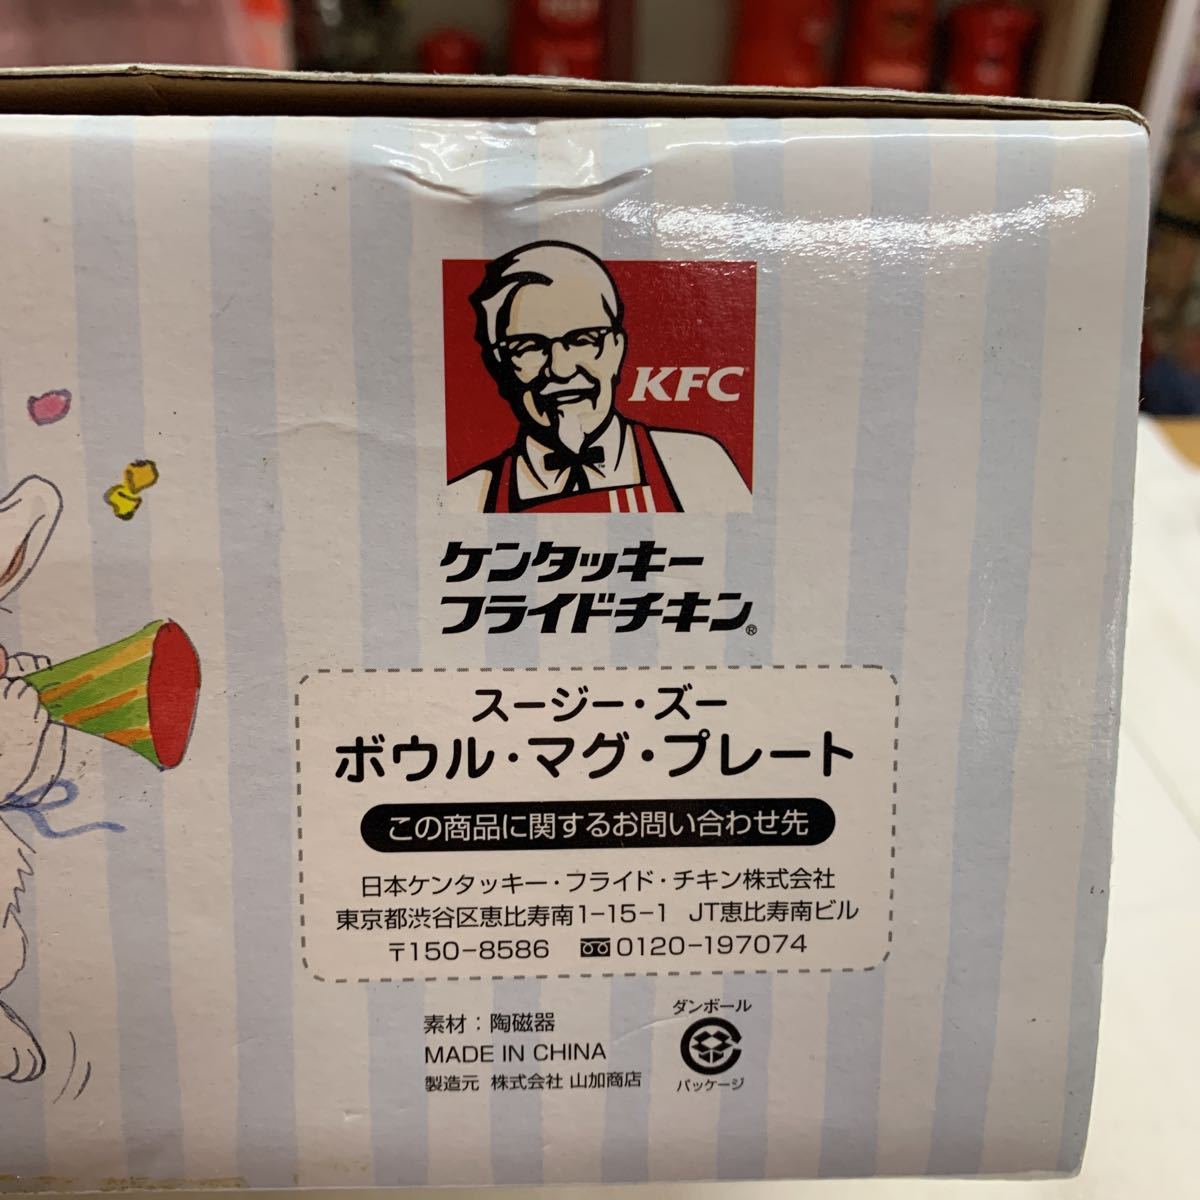 KFC
ケンタッキー
フライドチキン®
スージー・ズー
ボウル・マグ・プレート
この商品に関するお問い合わせ先
日本ケンタッキー・フライド・チキン株式会社
東京都渋谷区恵比寿南1-15-1 JT恵比寿南ビル
〒150-8586 0120-197074
素材：陶磁器
MADE IN CHINA
製造元 株式会社 山加商店
ダンボール
パッケージ